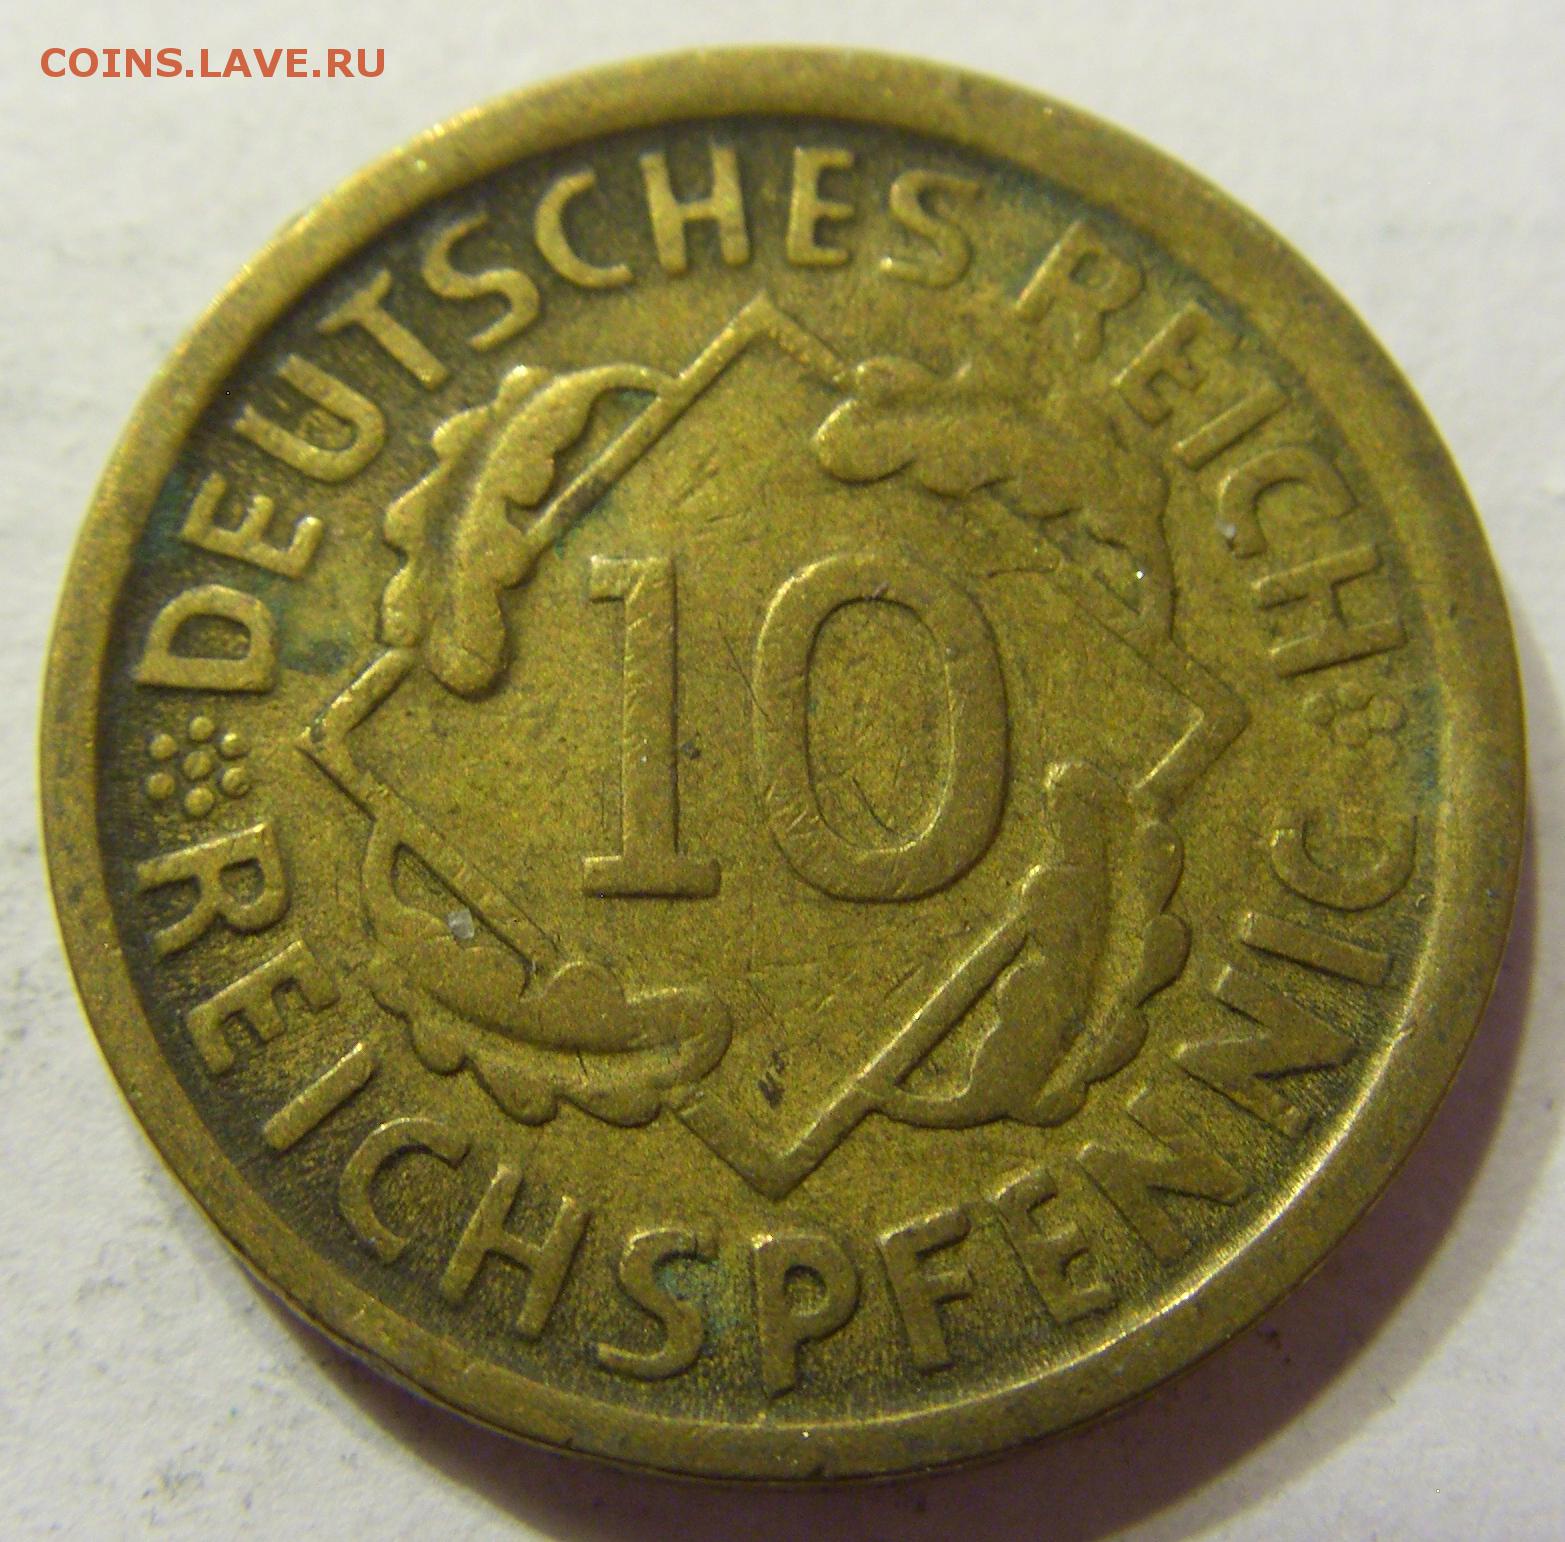 COINS.LAVE.RU
DEUTSCHES REICH
10
REICHSPFENNIG